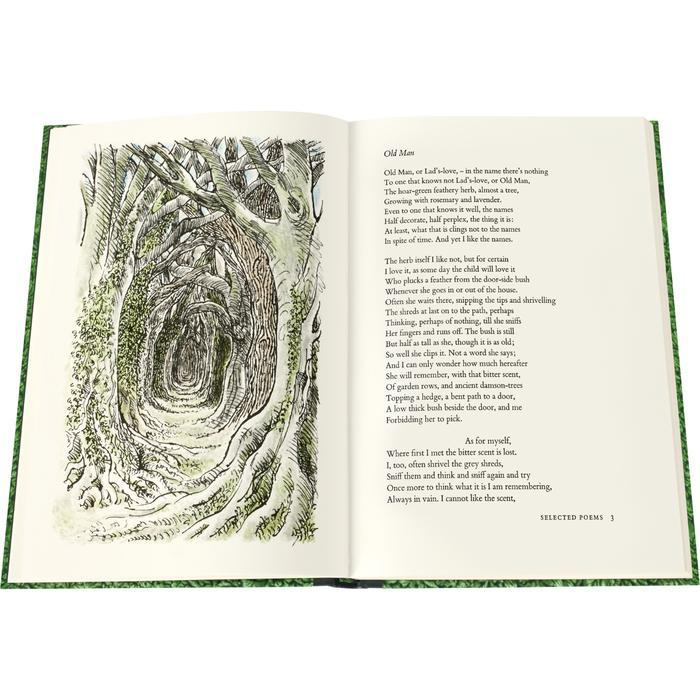 Old Man
Old Man, or Lad's-love, – in the name there's nothing
To one that knows not Lad's-love, or Old Man,
The hoar-green feathery herb, almost a tree,
Growing with rosemary and lavender.
Even to one that knows it well, the names
Half decorate, half perplex, the thing it is:
At least, what that is clings not to the names
In spite of time. And yet I like the names.
The herb itself I like not, but for certain
I love it, as some day the child will love it
Who plucks a feather from the door-side bush
Whenever she goes in or out of the house.
Often she waits there, snipping the tips and shrivelling
The shreds at last on to the path, perhaps
Thinking, perhaps of nothing, till she sniffs
Her fingers and runs off. The bush is still
But half as tall as she, though it is as old;
So well she clips it. Not a word she says;
And I can only wonder how much hereafter
She will remember, with that bitter scent,
Of garden rows, and ancient damson-trees
Topping a hedge, a bent path to a door,
A low thick bush beside the door, and me
Forbidding her to pick.
As for myself,
Where first I met the bitter scent is lost.
I, too, often shrivel the grey shreds,
Sniff them and think and sniff again and try
Once more to think what it is I am remembering,
Always in vain. I cannot like the scent,
SELECTED POEMS 3